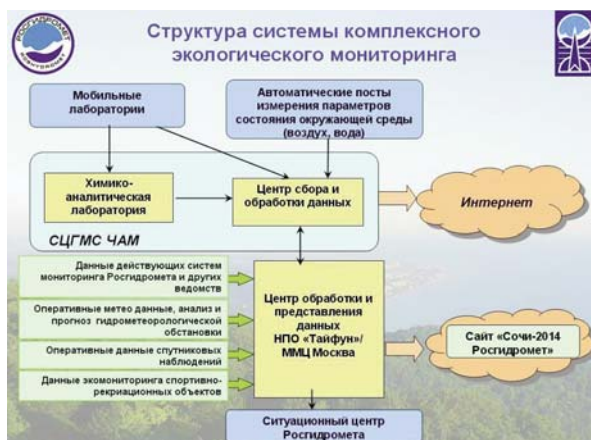 РОСГИДРОМЕТ
Структура системы комплексного
экологического мониторинга
Мобильные
лаборатории
Автоматические посты
измерения параметров
состояния окружающей среды
(воздух, вода)
Химико-
аналитическая
лаборатория
Центр сбора и
обработки данных
Интернет
СЦГМС ЧАМ
Данные действующих систем
мониторинга Росгидромета и других
ведомств
Оперативные метео данные, анализ и
прогноз гидрометеорологической
обстановки
Оперативные данные спутниковых
наблюдений
Данные экомониторинга спортивно-
рекриационных объектов
Центр обработки и
представления
данных
НПО «Тайфун»/
ММЦ Москва
Сайт «Сочи-2014
Росгидромет»
Ситуационный центр
Росгидромета